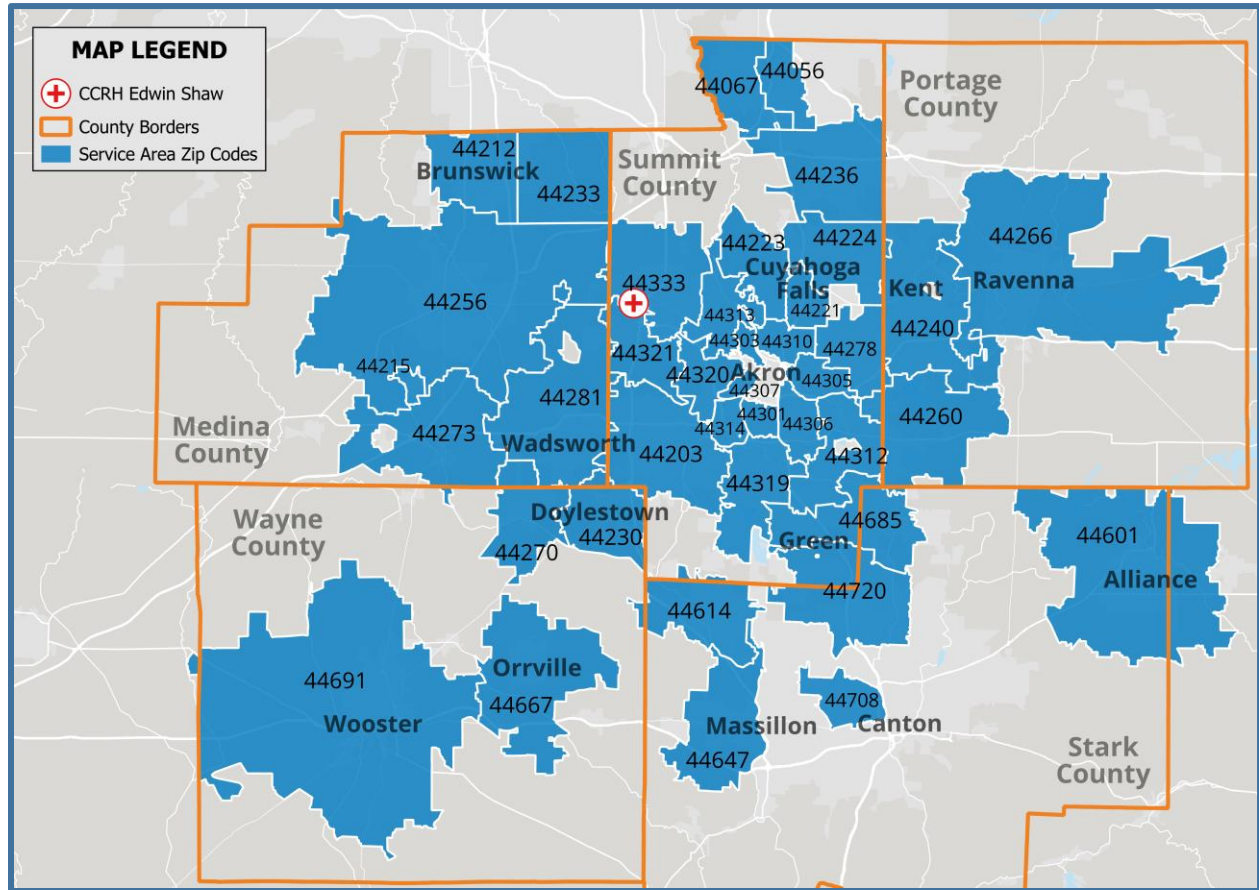 MAP LEGEND
CCRH Edwin Shaw
County Borders
Service Area Zip Codes
44067
44056
Portage
County
44212
Brunswick
44233
Summit
County
44236
44223
44224
Cuyahoga
Falls
44221
44266
Ravenna
Kent
44240
44256
44333
44313
44303
44310
44278
44321
44320
Akron
44307
44305
44215
44281
44301
44306
44314
44260
Medina
County
44273
Wadsworth
44203
44312
44319
Wayne
County
Doylestown
44230
44270
44685
Green
44720
44601
Alliance
44614
44691
Wooster
Orrville
44667
Massillon
44647
44708
Canton
Stark
County